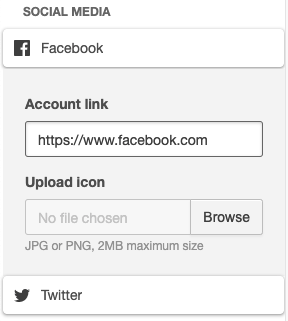 SOCIAL MEDIA
Facebook
Account link
https://www.facebook.com
Upload icon
No file chosen Browse
JPG or PNG, 2MB maximum size
Twitter